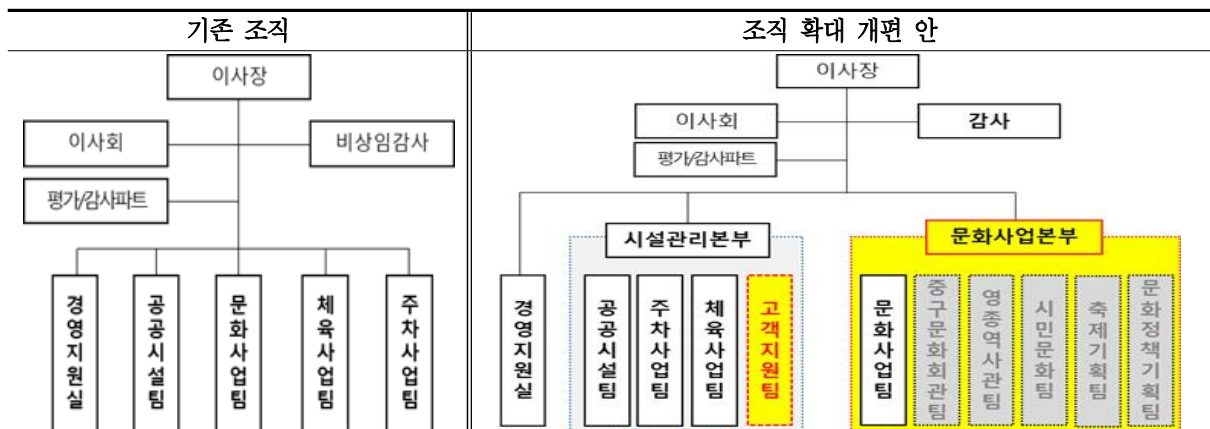 기존 조직
조직 확대 개편 안
이사장
이사회
비상임감사
평가/감사파트
경영지원실
공공시설팀
문화사업팀
체육사업팀
주차사업팀
이사장
이사회
감사
평가/감사파트
시설관리본부
문화사업본부
경영지원실
공공시설팀
주차사업팀
체육사업팀
고객지원팀
문화사업팀
중구문화회관팀
영종역사관팀
시민문화팀
축제기획팀
문화정책기획팀